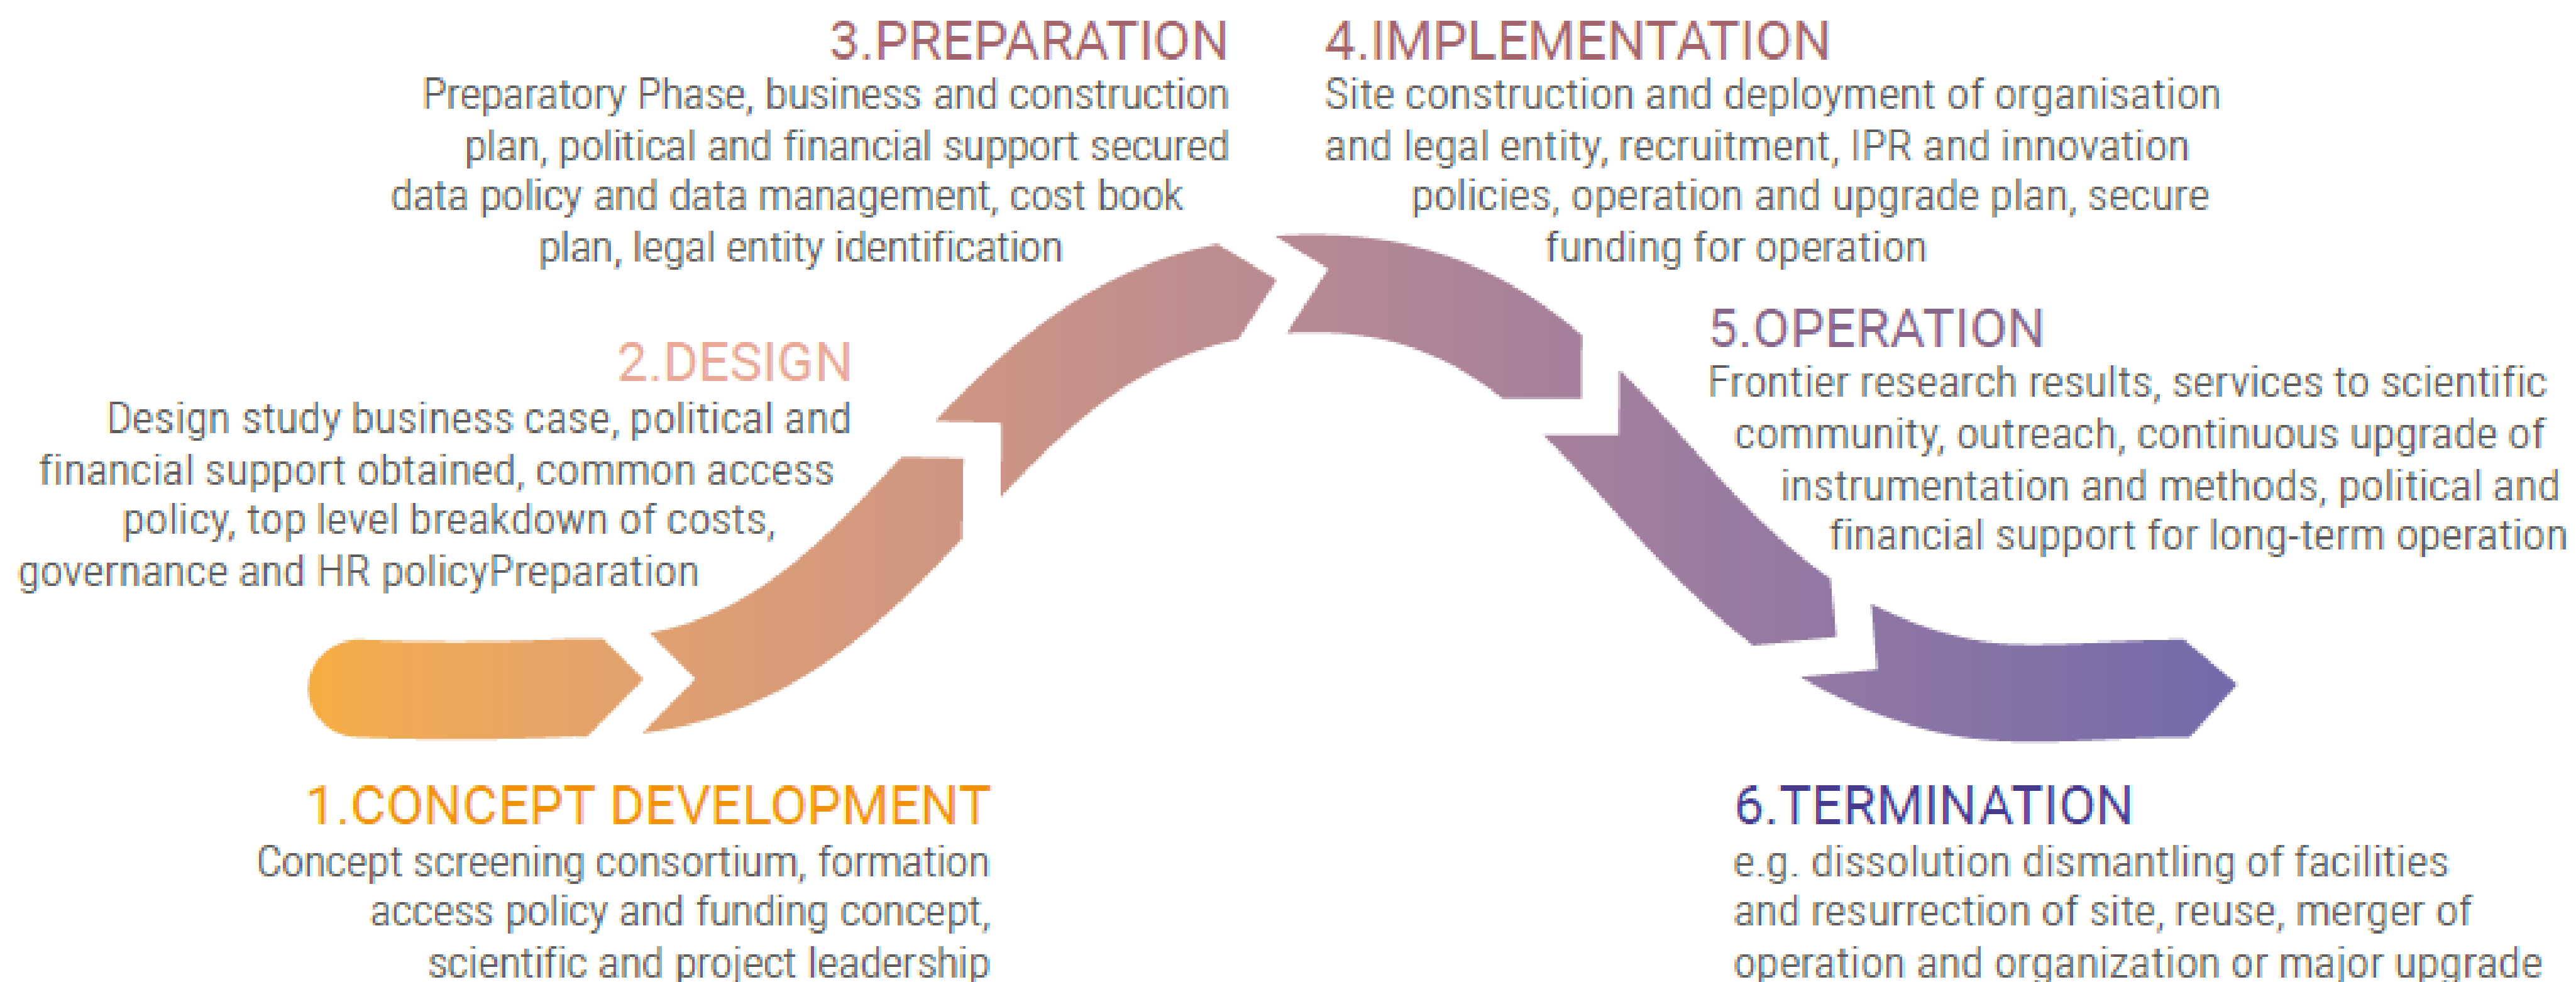 3.PREPARATION
Preparatory Phase, business and construction
plan, political and financial support secured
data policy and data management, cost book
plan, legal entity identification
4.IMPLEMENTATION
Site construction and deployment of organisation
and legal entity, recruitment, IPR and innovation
policies, operation and upgrade plan, secure
funding for operation
2.DESIGN
Design study business case, political and
financial support obtained, common access
policy, top level breakdown of costs,
governance and HR policyPreparation
5.OPERATION
Frontier research results, services to scientific
community, outreach, continuous upgrade of
instrumentation and methods, political and
financial support for long-term operation
1.CONCEPT DEVELOPMENT
Concept screening consortium, formation
access policy and funding concept,
scientific and project leadership
6.TERMINATION
e.g. dissolution dismantling of facilities
and resurrection of site, reuse, merger of
operation and organization or major upgrade